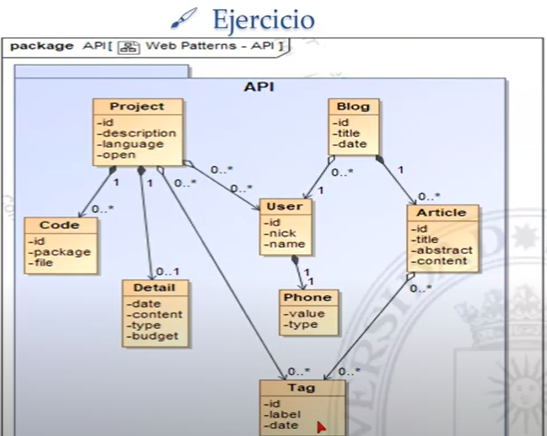 Ejercicio
package API[ Web Patterns - API ]
API
Project
-id
-description
-language
-open
Blog
-id
-title
-date
1
1
0..*
0..*
0..*
0..*
1
1
0..*
0..*
Code
-id
-package
-file
User
-id
-nick
-name
Article
-id
-title
-abstract
-content
0..1
1
1
0..*
Detail
-date
-content
-type
-budget
Phone
-value
-type
0..*
0..*
Tag
-id
-label
-date